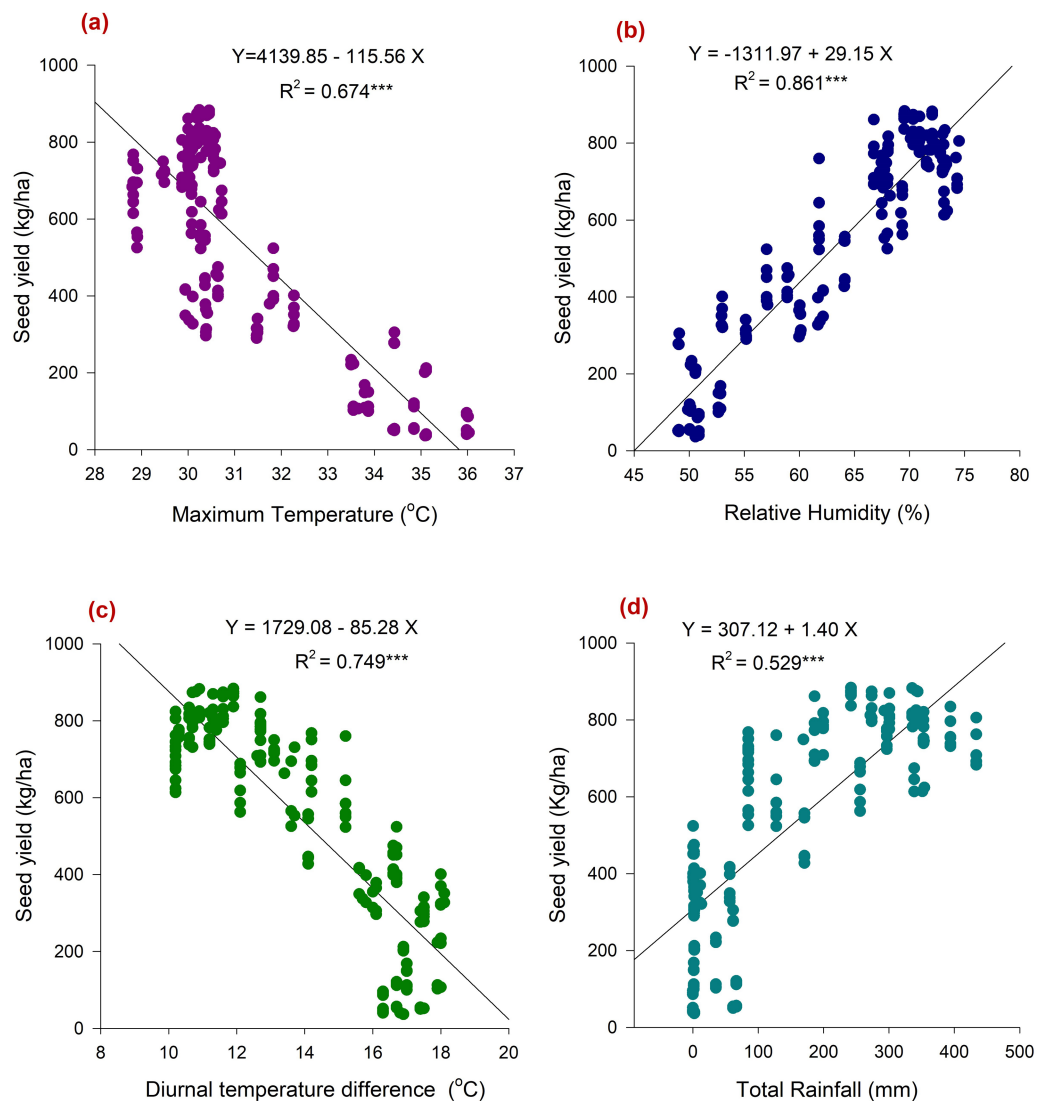 (a)
Y=4139.85 - 115.56 X
R² = 0.674***
1000
800
600
400
200
0
Seed yield (kg/ha)
28 29 30 31 32 33 34 35 36 37
Maximum Temperature (°C)
(b)
Y = -1311.97 + 29.15 X
R² = 0.861***
1000
800
600
400
200
0
Seed yield (kg/ha)
45 50 55 60 65 70 75 80
Relative Humidity (%)
(c)
Y = 1729.08 - 85.28 X
R² = 0.749***
1000
800
600
400
200
0
Seed yield (kg/ha)
8 10 12 14 16 18 20
Diurnal temperature difference (°C)
(d)
Y = 307.12 + 1.40 X
R² = 0.529***
1000
800
600
400
200
0
Seed yield (Kg/ha)
0 100 200 300 400 500
Total Rainfall (mm)